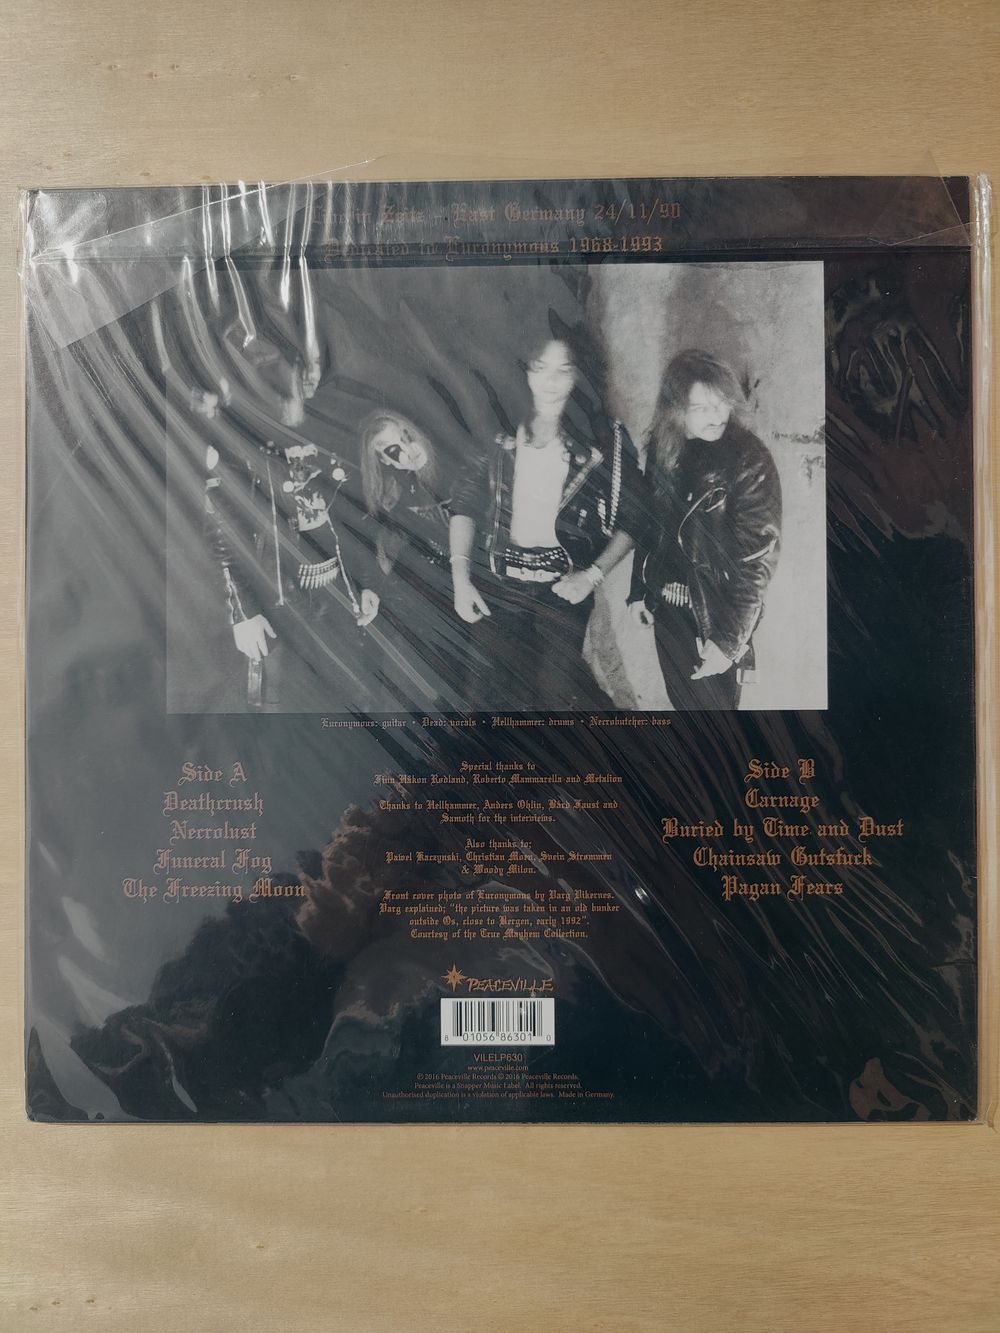 Live in Zeitz - East Germany 24/11/90
Dedicated to Euronymous 1968-1993
Euronymous: guitar • Dead: vocals • Hellhammer: drums • Necrobutcher: bass
Side A
Deathcrush
Necrolust
Funeral Fog
The Freezing Moon
Special thanks to
Finn Håkon Rødland, Roberto Mammarella and Metalion
Thanks to Hellhammer, Anders Ohlin, Bård Faust and
Samoth for the interviews.
Also thanks to:
Pawel Kaczynski, Christian Moen, Svein Strømmen
& Woody Milon.
Front cover photo of Euronymous by Varg Vikernes.
Varg explained; "the picture was taken in an old bunker
outside Os, close to Bergen, early 1992".
Courtesy of the True Mayhem Collection.
Side B
Carnage
Buried by Time and Dust
Chainsaw Gutsfuck
Pagan Fears
PEACEVILLE
8 01056 86301 0
VILELP630
www.peaceville.com
℗ 2016 Peaceville Records © 2016 Peaceville Records.
Peaceville is a Snapper Music Label. All rights reserved.
Unauthorised duplication is a violation of applicable laws. Made in Germany.